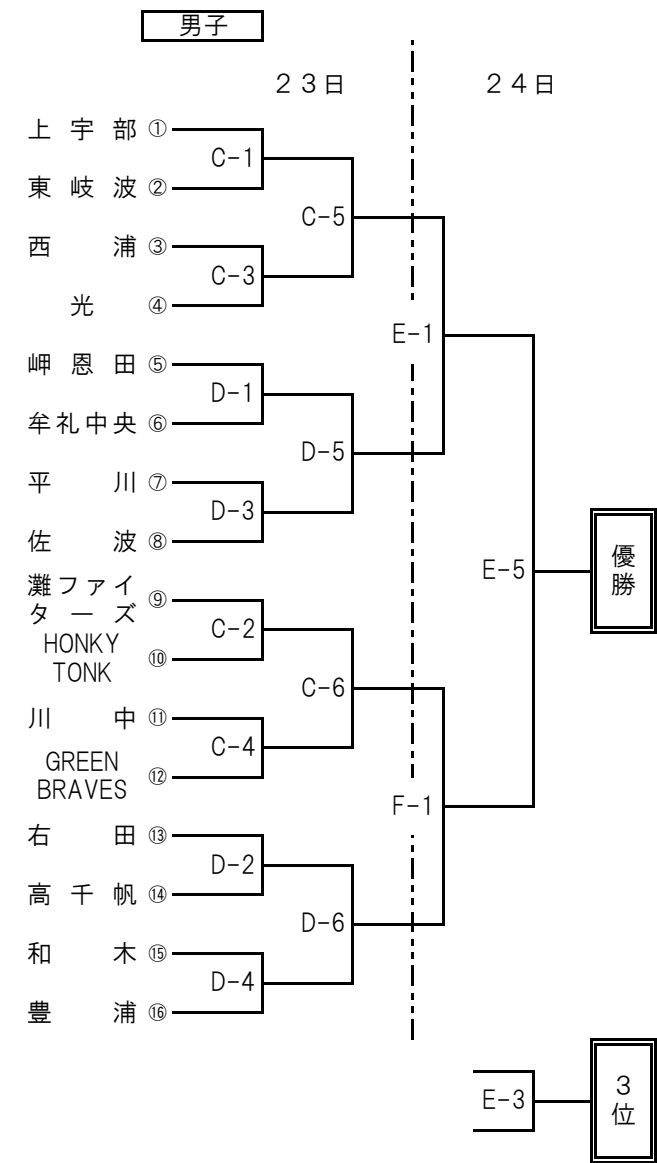 男子
２３日 ２４日
上宇部 ①
C-1
東岐波 ②
C-5
西浦 ③
C-3
光 ④
E-1
岬恩田 ⑤
D-1
牟礼中央 ⑥
D-5
平川 ⑦
D-3
佐波 ⑧
E-5
優勝
灘ファイ
ターズ ⑨
C-2
HONKY
TONK ⑩
C-6
川中 ⑪
C-4
GREEN
BRAVES ⑫
F-1
右田 ⑬
D-2
高千帆 ⑭
D-6
和木 ⑮
D-4
豊浦 ⑯
E-3
３位